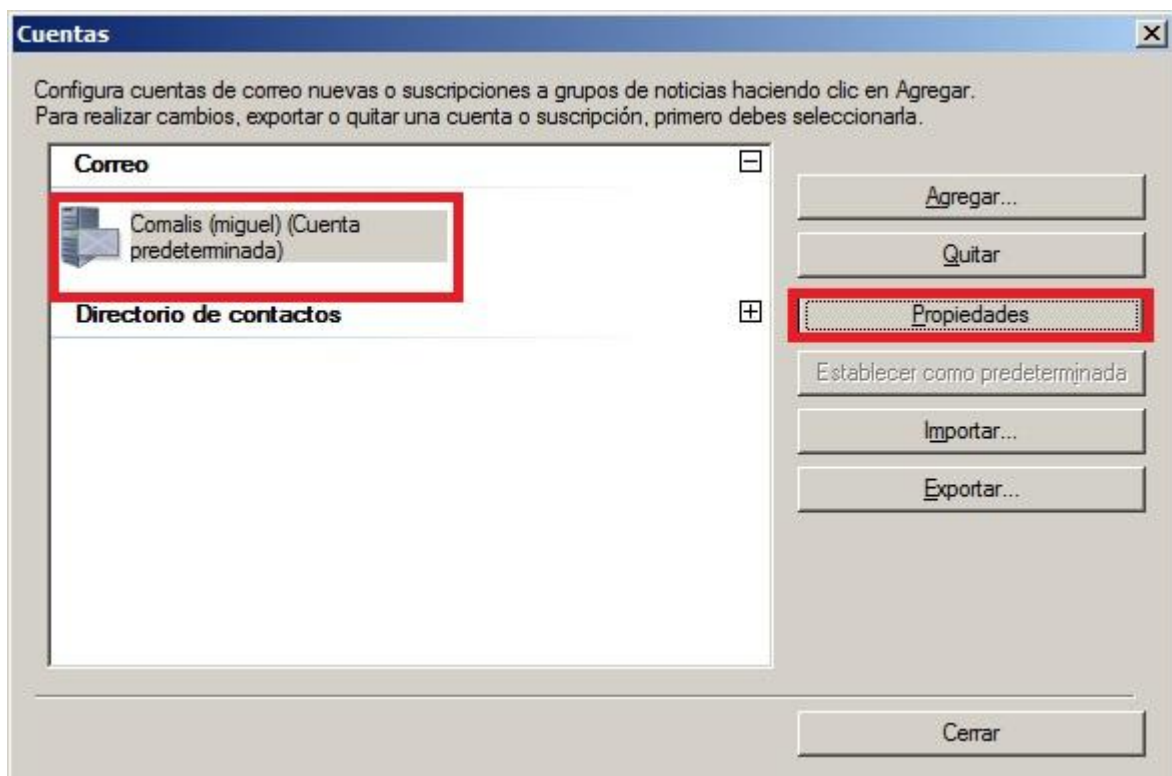 Cuentas
Configura cuentas de correo nuevas o suscripciones a grupos de noticias haciendo clic en Agregar.
Para realizar cambios, exportar o quitar una cuenta o suscripción, primero debes seleccionarla.
Correo
Comalis (miguel) (Cuenta
predeterminada)
Directorio de contactos
Agregar...
Quitar
Propiedades
Establecer como predeterminada
Importar...
Exportar...
Cerrar